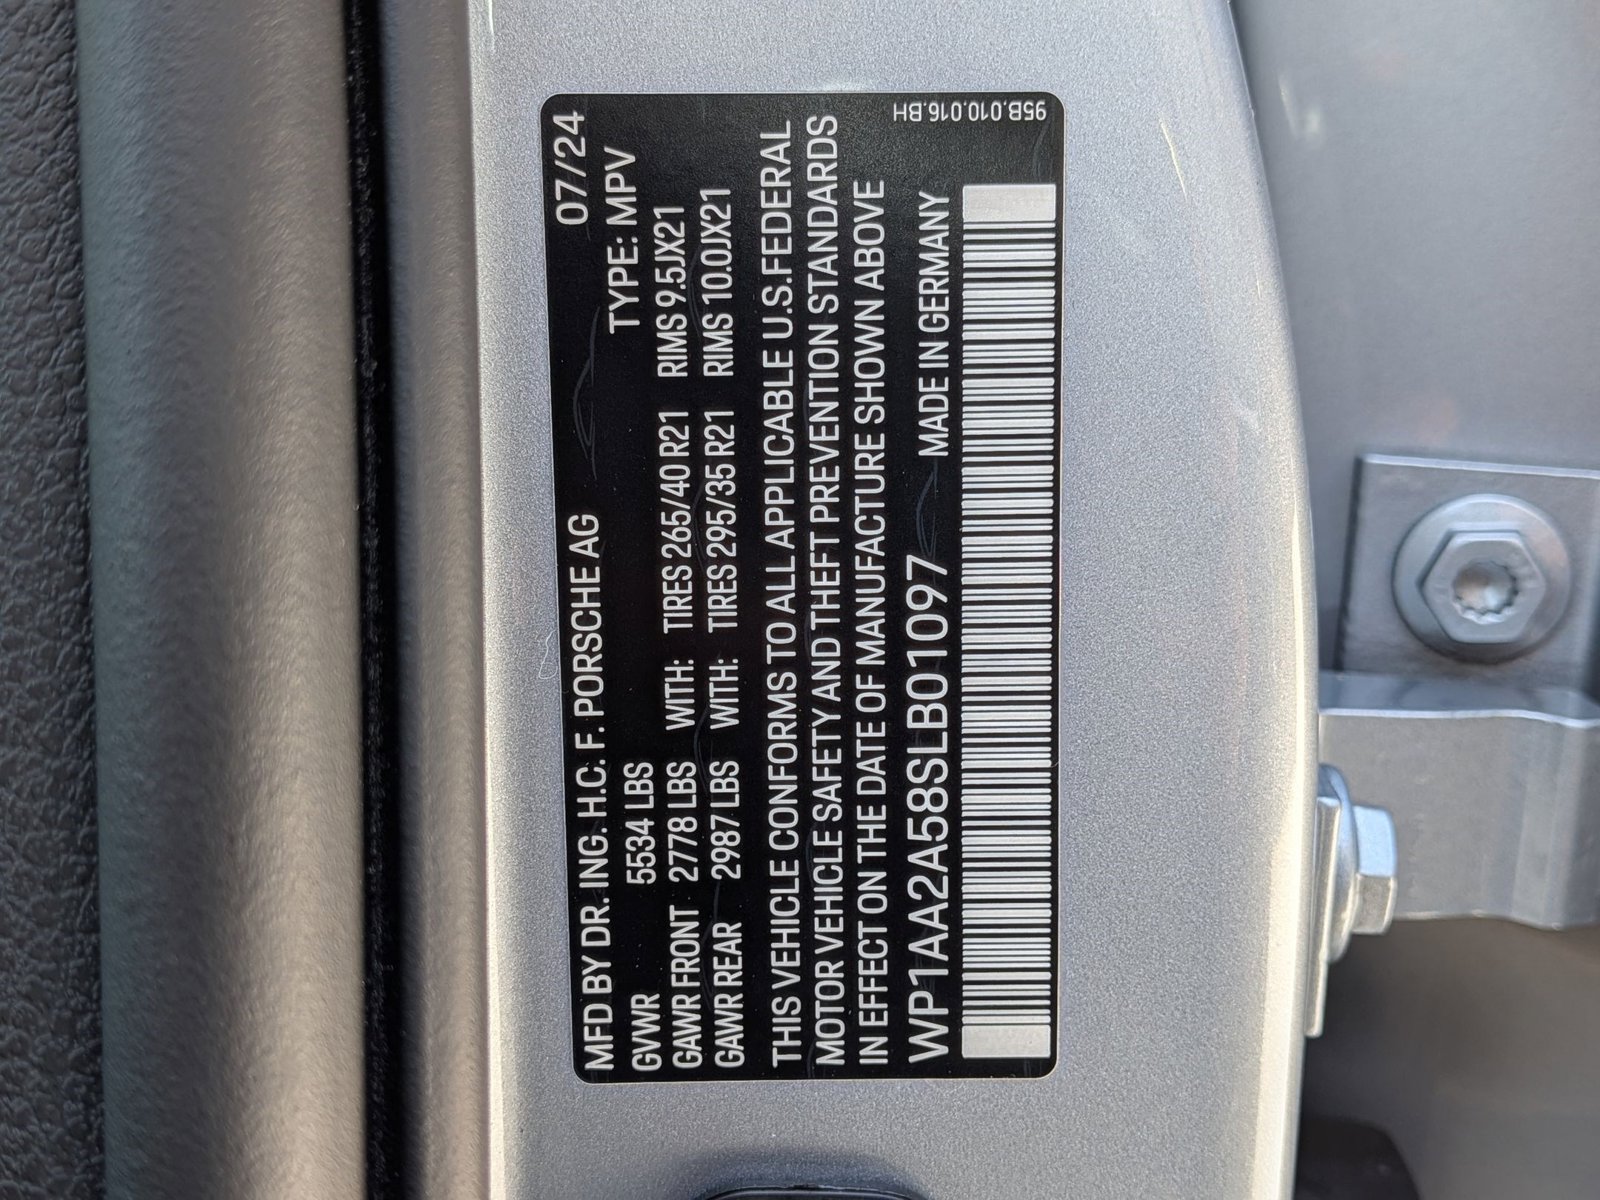 MFD BY DR. ING. H.C. F. PORSCHE AG 07/24
GVWR 5534 LBS TYPE: MPV
GAWR FRONT 2778 LBS WITH: TIRES 265/40 R21 RIMS 9.5JX21
GAWR REAR 2987 LBS WITH: TIRES 295/35 R21 RIMS 10.0JX21
THIS VEHICLE CONFORMS TO ALL APPLICABLE U.S.FEDERAL
MOTOR VEHICLE SAFETY AND THEFT PREVENTION STANDARDS
IN EFFECT ON THE DATE OF MANUFACTURE SHOWN ABOVE
WP1AA2A58SLB01097 MADE IN GERMANY
95B.010.016.BH